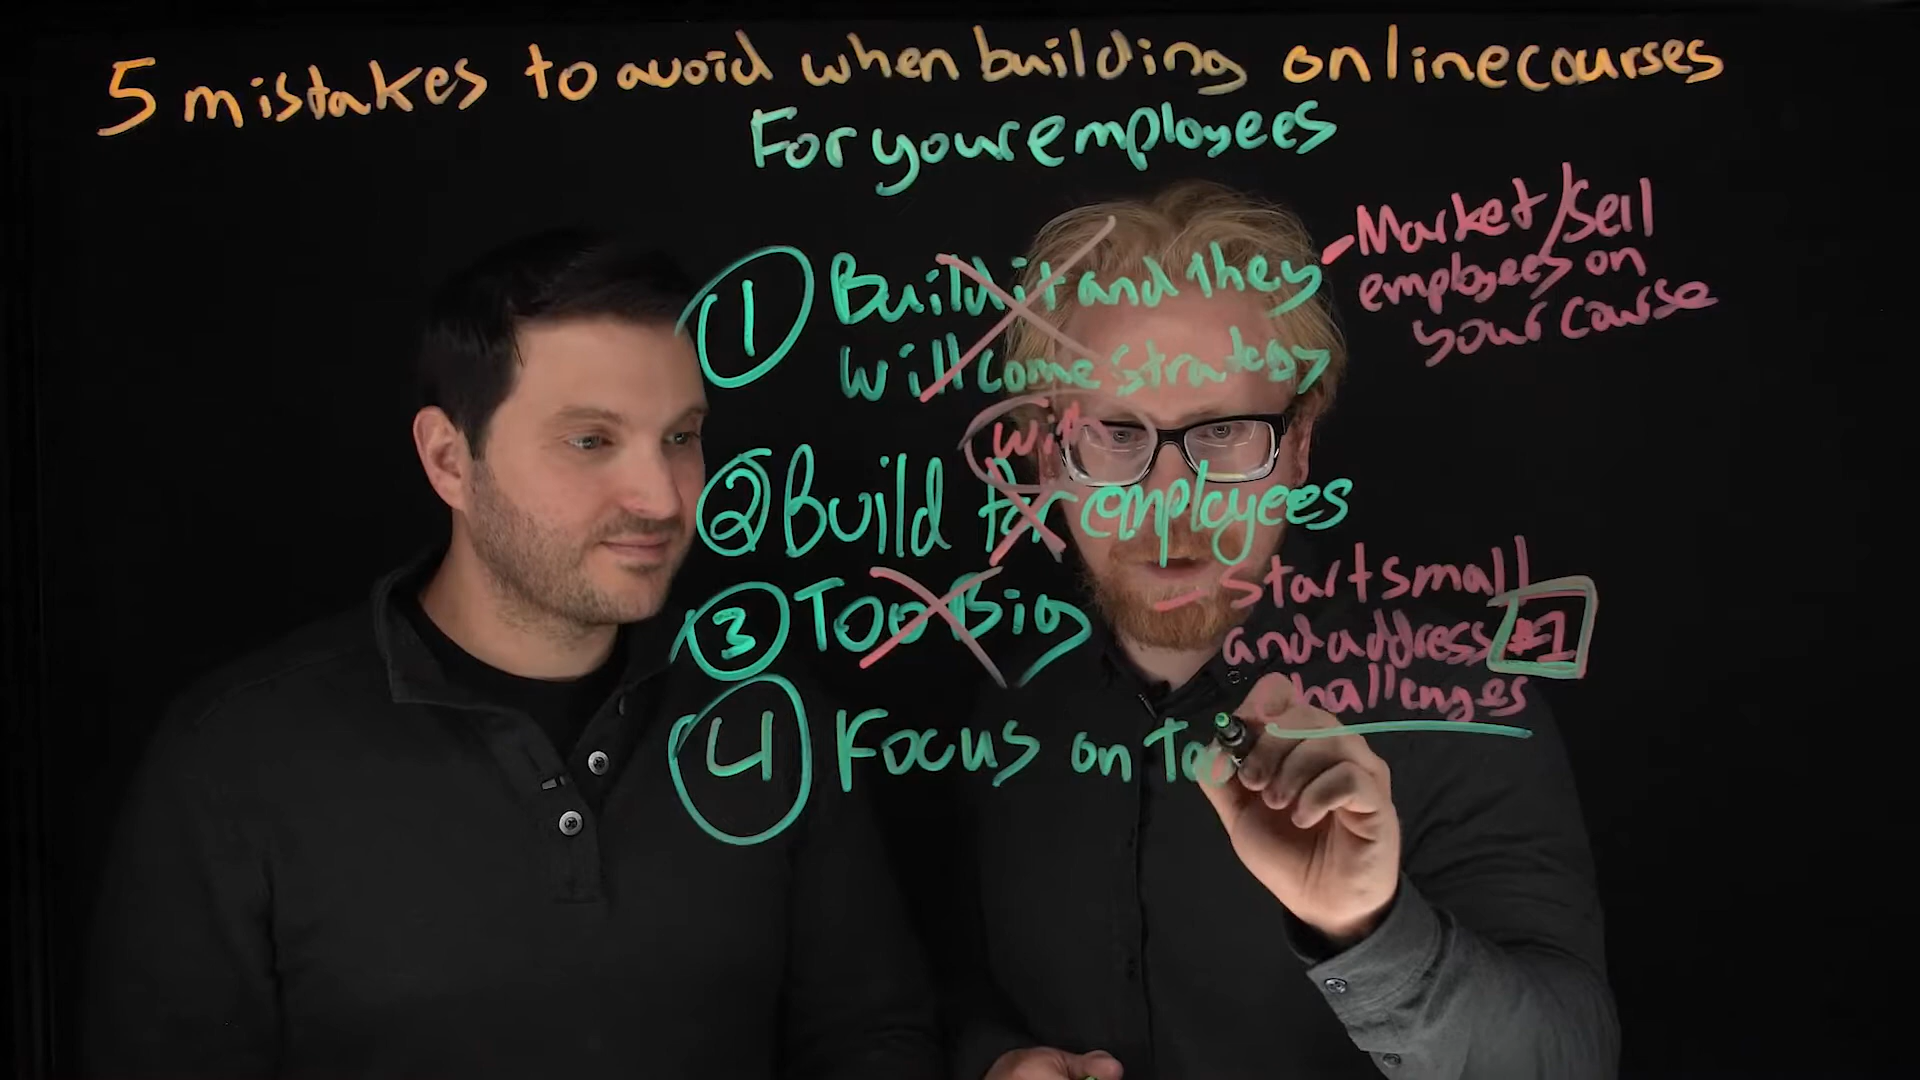 5 mistakes to avoid when building online courses
For your employees
1 Build it and they
Will come strategy
- Market/Sell
employees on
your course
with
2 Build for employees
3 Too Big
- Start small
and address #1
challenges
4 Focus on Too